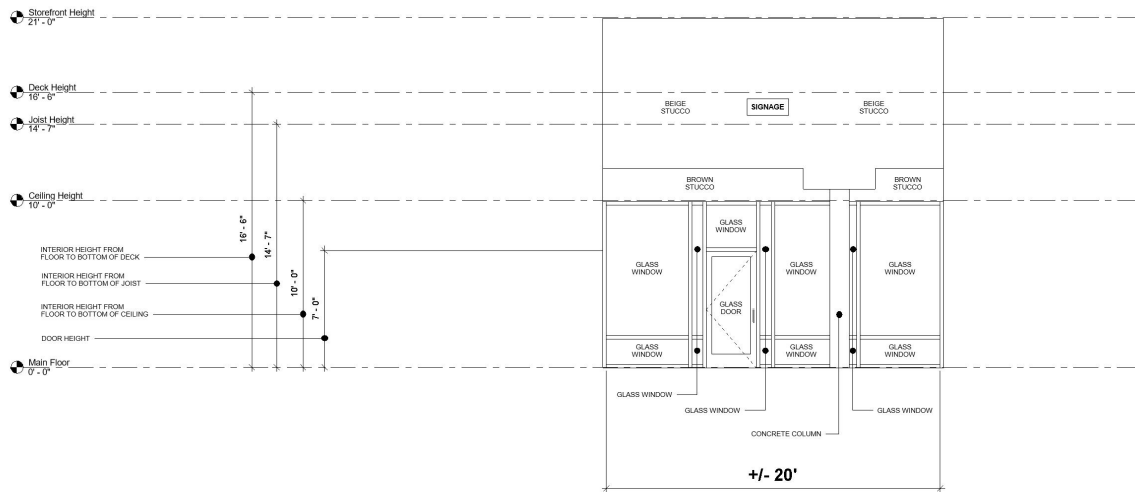 Storefront Height
21' - 0"
Deck Height
16' - 6"
Joist Height
14' - 7"
Ceiling Height
10' - 0"
Main Floor
0' - 0"
INTERIOR HEIGHT FROM
FLOOR TO BOTTOM OF DECK
INTERIOR HEIGHT FROM
FLOOR TO BOTTOM OF JOIST
INTERIOR HEIGHT FROM
FLOOR TO BOTTOM OF CEILING
DOOR HEIGHT
16' - 6"
14' - 7"
10' - 0"
7' - 0"
BEIGE
STUCCO
SIGNAGE
BEIGE
STUCCO
BROWN
STUCCO
BROWN
STUCCO
GLASS
WINDOW
GLASS
WINDOW
GLASS
WINDOW
GLASS
WINDOW
GLASS
DOOR
GLASS
WINDOW
GLASS
WINDOW
GLASS
WINDOW
GLASS WINDOW
GLASS WINDOW
GLASS WINDOW
CONCRETE COLUMN
+/- 20'